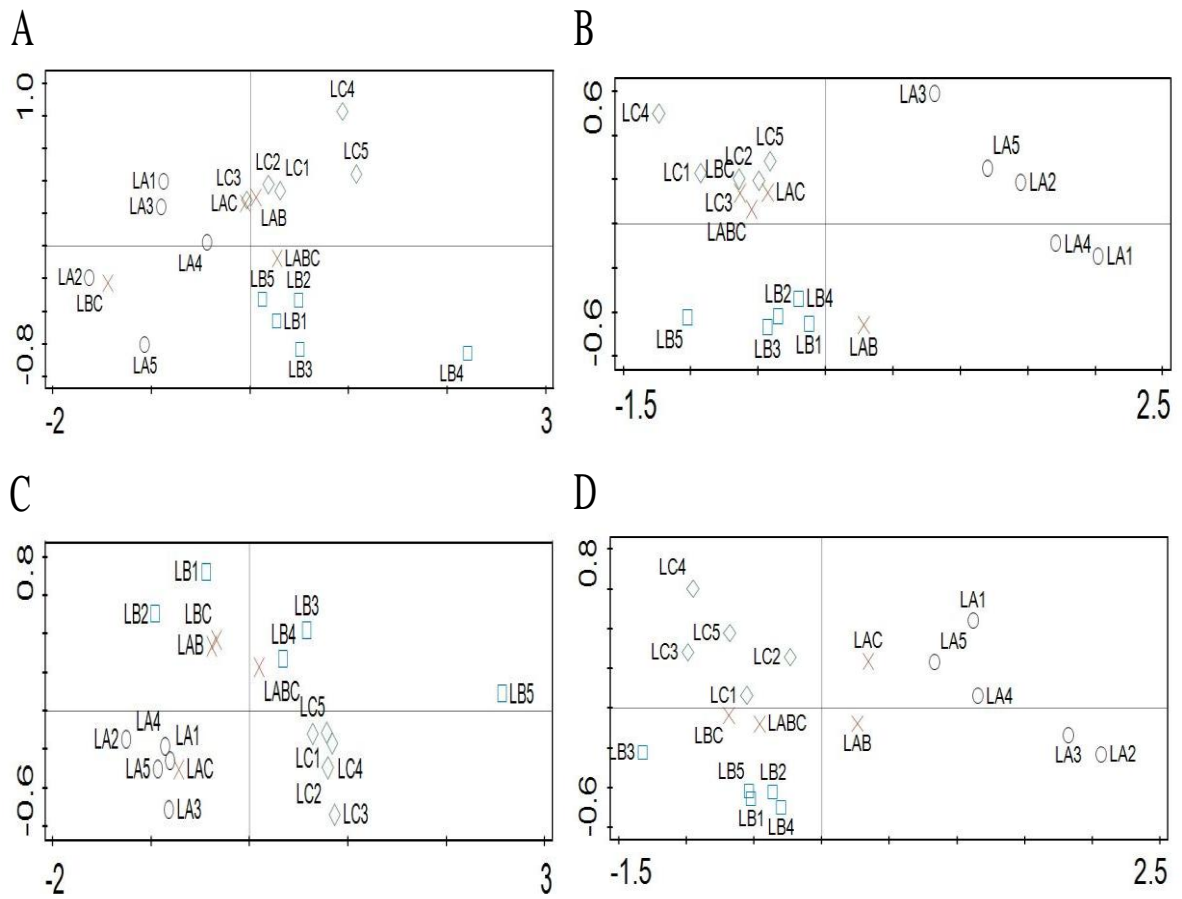 A
1.0
LC4
LC5
LC2
LC1
LC3
LA1
LAC
LAB
LA3
LA4
LABC
LA2
LBC
LB5
LB2
LB1
LA5
LB3
LB4
-0.8
-2
3
B
0.6
LA3
LC4
LC5
LC2
LA5
LC1
LBC
LA2
LAC
LC3
LABC
LA4
LA1
LB2
LB4
LB5
LB3
LB1
LAB
-0.6
-1.5
2.5
C
0.8
LB1
LB2
LBC
LB3
LAB
LB4
LABC
LB5
LC5
LA4
LA2
LA1
LC1
LA5
LAC
LC4
LC2
LA3
LC3
-0.6
-2
3
D
0.8
LC4
LA1
LC5
LAC
LA5
LC3
LC2
LC1
LA4
LBC
LABC
LAB
LA3
LA2
LB3
LB5
LB2
LB1
LB4
-0.6
-1.5
2.5